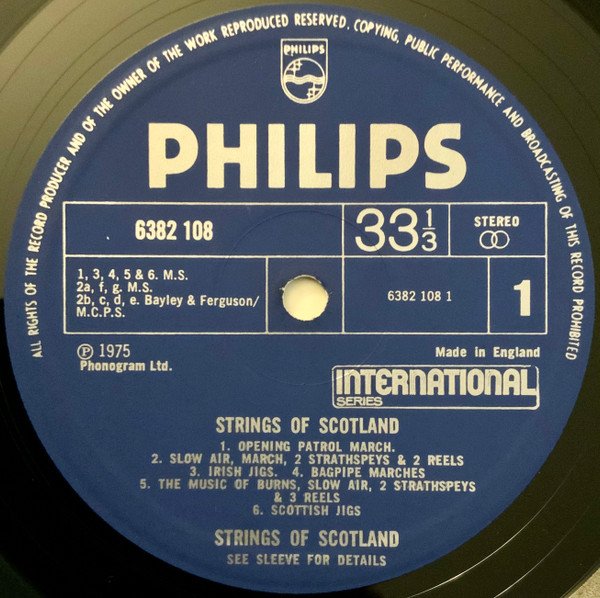 ALL RIGHTS OF THE RECORD PRODUCER AND OF THE OWNER OF THE WORK REPRODUCED RESERVED. COPYING, PUBLIC PERFORMANCE AND BROADCASTING OF THIS RECORD PROHIBITED
PHILIPS
PHILIPS
6382 108
33 1/3
STEREO
1, 3, 4, 5 & 6. M.S.
2a, f, g. M.S.
2b, c, d, e. Bayley & Ferguson/
M.C.P.S.
6382 108 1
1
℗ 1975
Phonogram Ltd.
Made in England
INTERNATIONAL
SERIES
STRINGS OF SCOTLAND
1. OPENING PATROL MARCH.
2. SLOW AIR, MARCH, 2 STRATHSPEYS & 2 REELS
3. IRISH JIGS. 4. BAGPIPE MARCHES
5. THE MUSIC OF BURNS, SLOW AIR, 2 STRATHSPEYS
& 3 REELS
6. SCOTTISH JIGS
STRINGS OF SCOTLAND
SEE SLEEVE FOR DETAILS